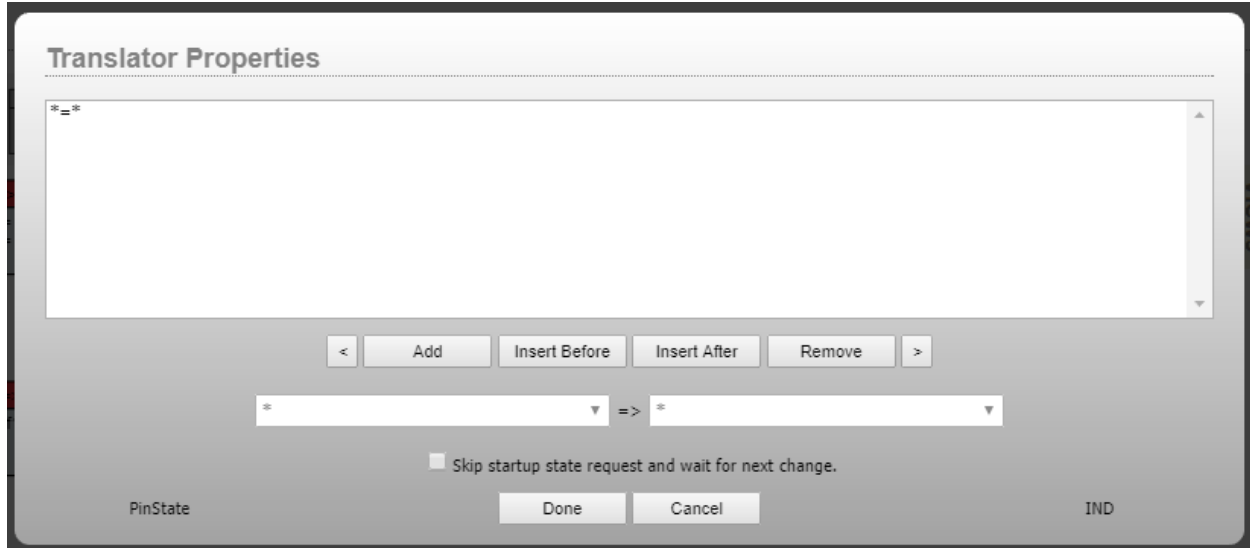 Translator Properties
*=*
< Add Insert Before Insert After Remove >
* => *
Skip startup state request and wait for next change.
PinState Done Cancel IND